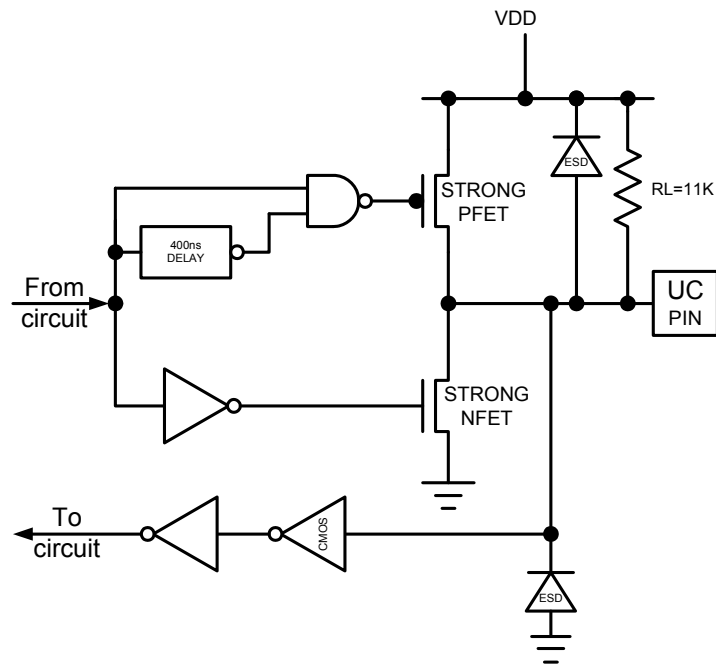 VDD
ESD
STRONG
PFET
RL=11K
400ns
DELAY
From
circuit
UC
PIN
STRONG
NFET
To
circuit
CMOS
ESD